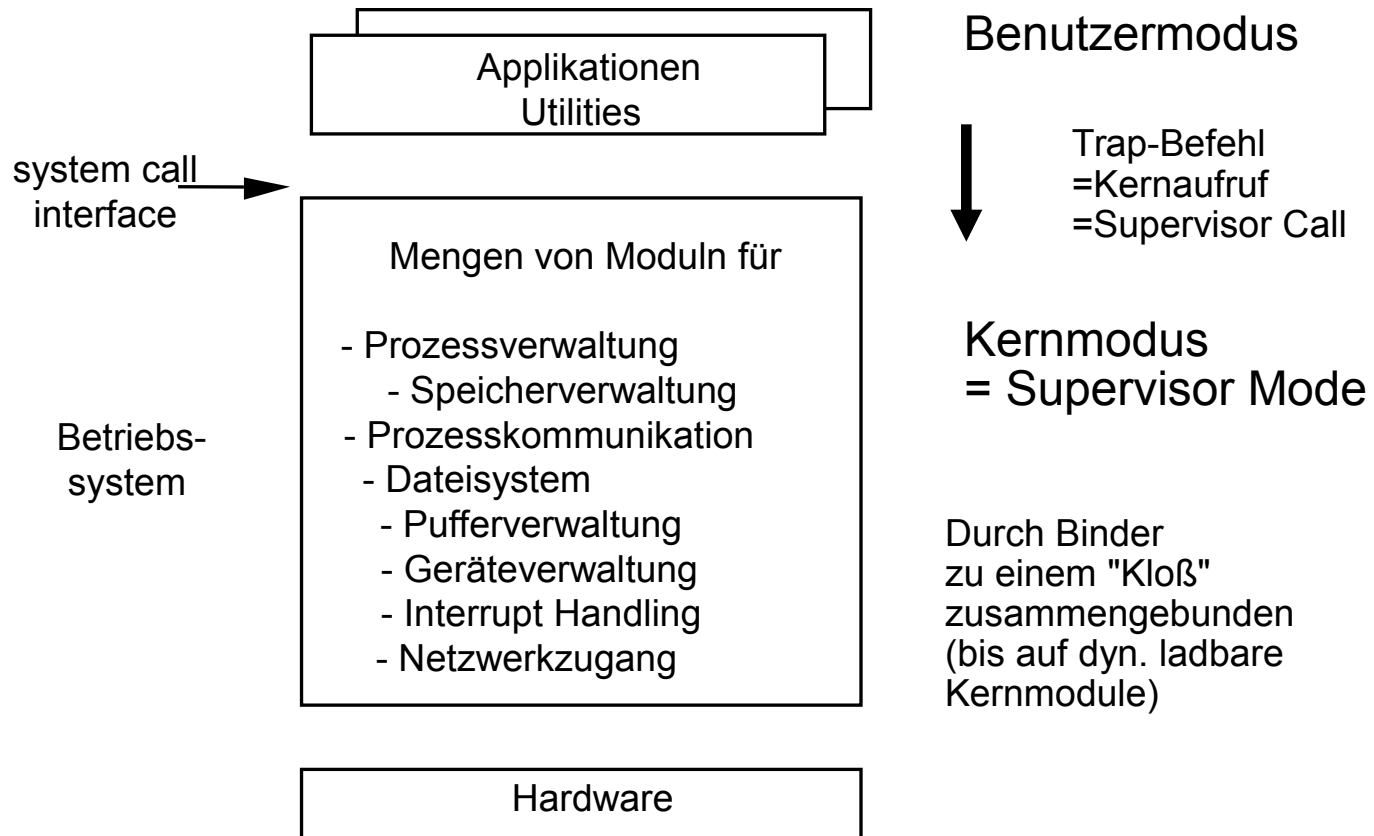 Applikationen
Utilities
Benutzermodus
Trap-Befehl
=Kernaufruf
=Supervisor Call
system call
interface
Mengen von Moduln für
- Prozessverwaltung
- Speicherverwaltung
- Prozesskommunikation
- Dateisystem
- Pufferverwaltung
- Geräteverwaltung
- Interrupt Handling
- Netzwerkzugang
Kernmodus
= Supervisor Mode
Betriebs-
system
Durch Binder
zu einem "Kloß"
zusammengebunden
(bis auf dyn. ladbare
Kernmodule)
Hardware